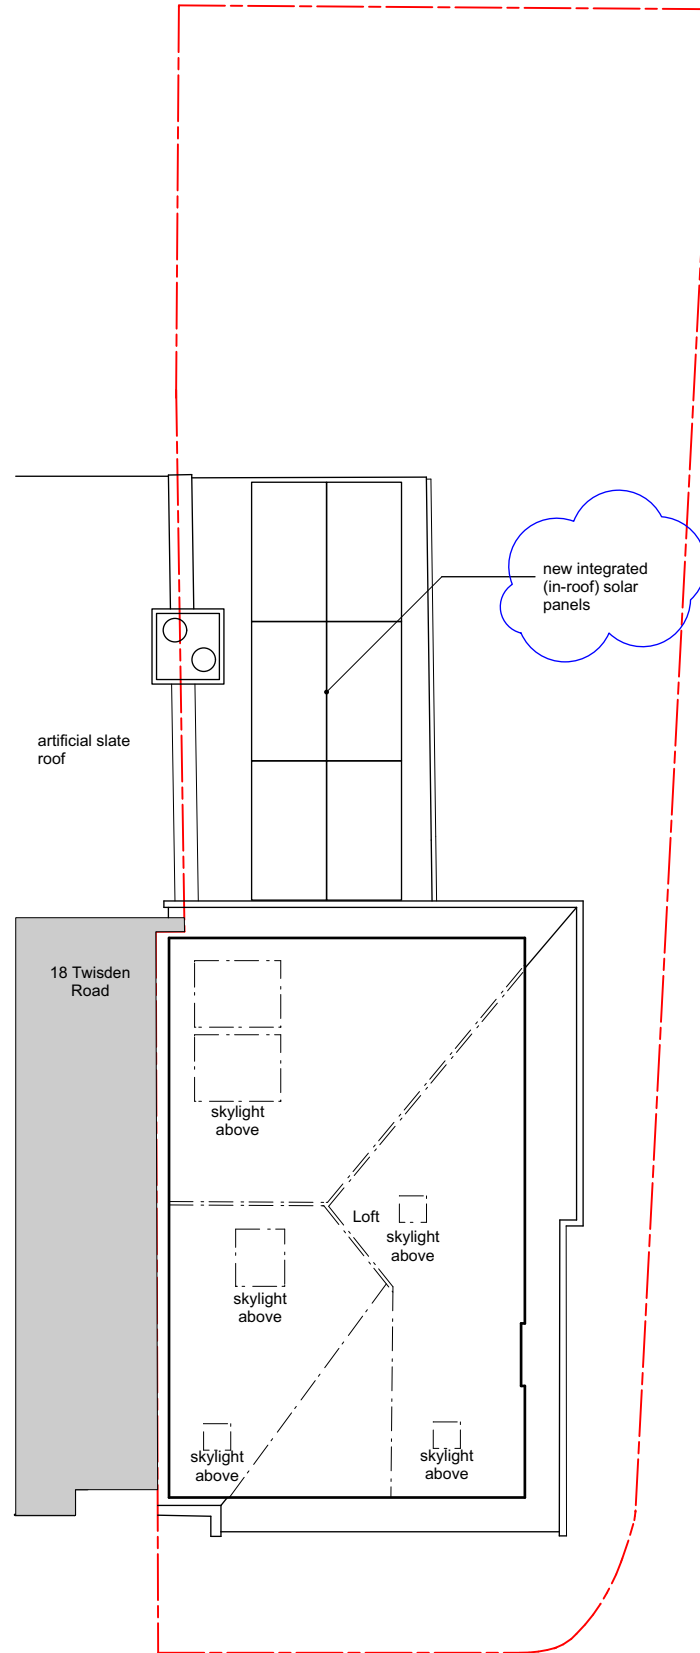 new integrated
(in-roof) solar
panels
artificial slate
roof
18 Twisden
Road
skylight
above
Loft
skylight
above
skylight
above
skylight
above
skylight
above